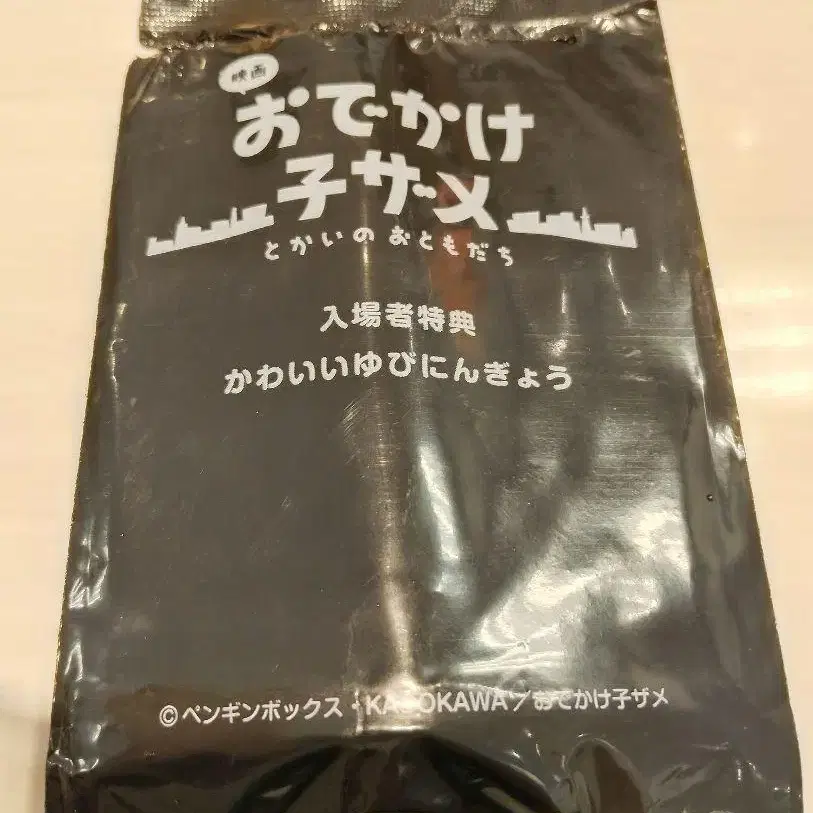 映画
おでかけ
子ザメ
とかいのおともだち
入場者特典
かわいいゆびにんぎょう
©ペンギンボックス・KADOKAWA/おでかけ子ザメ